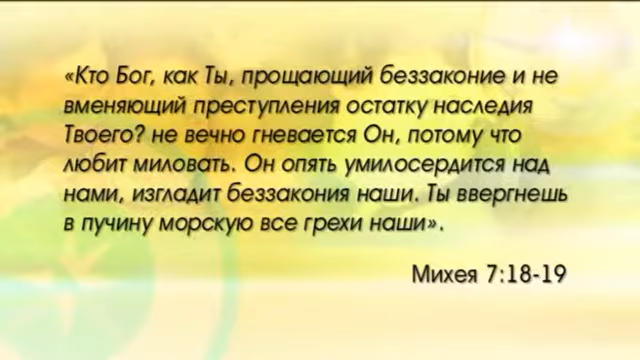 «Кто Бог, как Ты, прощающий беззаконие и не
вменяющий преступления остатку наследия
Твоего? не вечно гневается Он, потому что
любит миловать. Он опять умилосердится над
нами, изгладит беззакония наши. Ты ввергнешь
в пучину морскую все грехи наши».
Михея 7:18-19